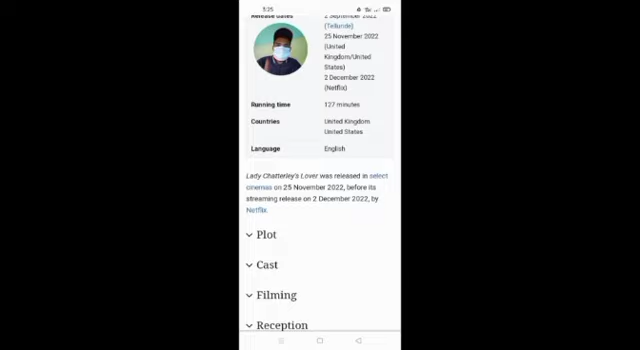 3:25
Release dates
2 September 2022
(Telluride)
25 November 2022
(United
Kingdom/United
States)
2 December 2022
(Netflix)
Running time 127 minutes
Countries United Kingdom
United States
Language English
Lady Chatterley's Lover was released in select
cinemas on 25 November 2022, before its
streaming release on 2 December 2022, by
Netflix.
Plot
Cast
Filming
Reception